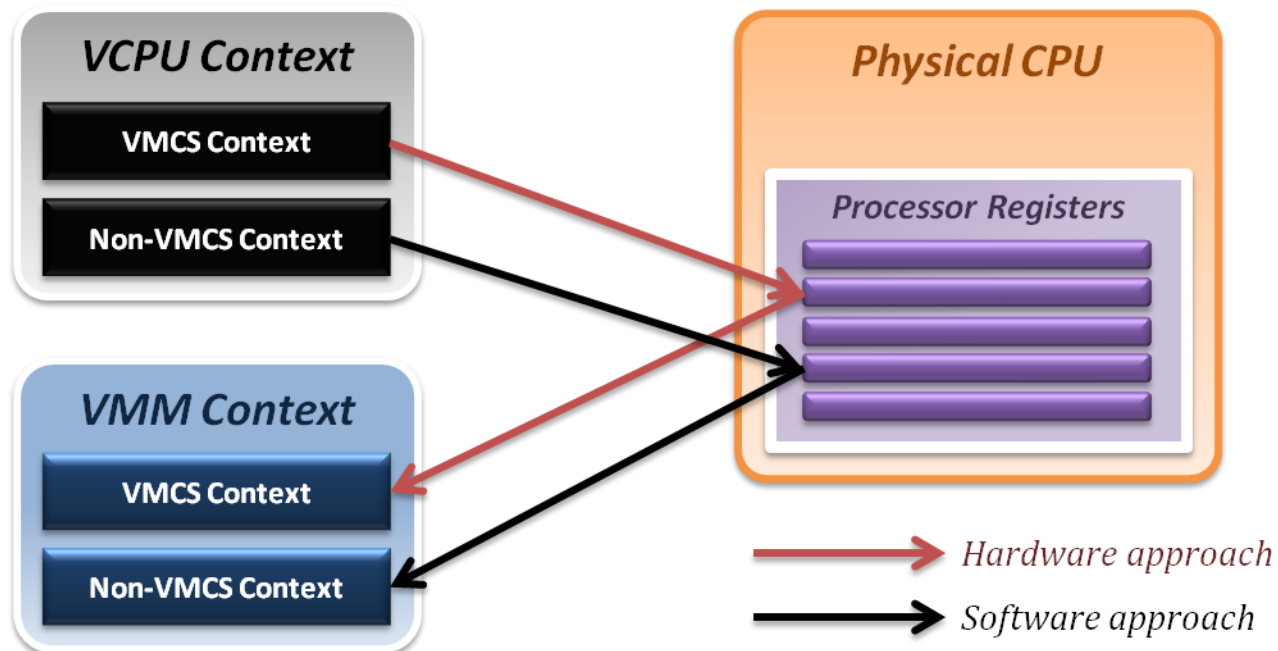 VCPU Context
VMCS Context
Non-VMCS Context
VMM Context
VMCS Context
Non-VMCS Context
Physical CPU
Processor Registers
Hardware approach
Software approach